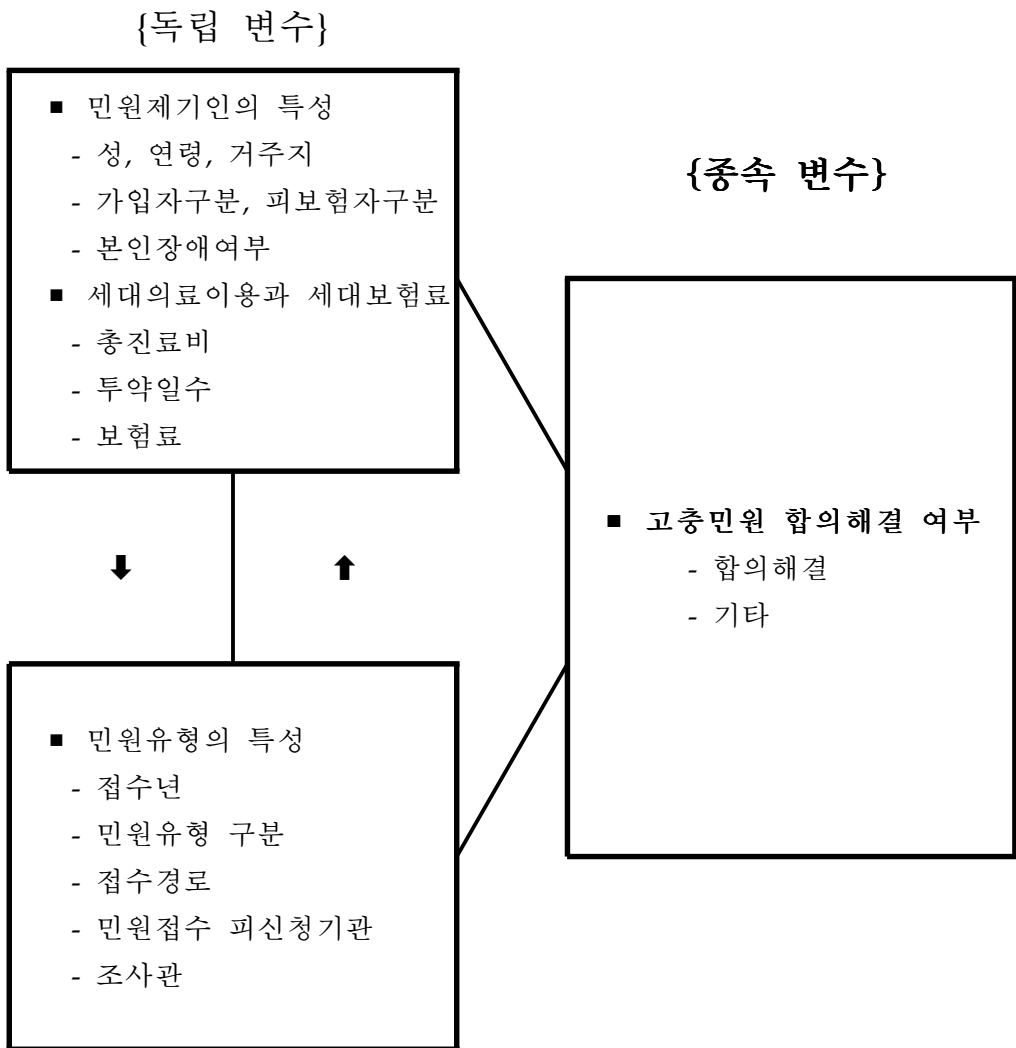 {독립 변수}
■ 민원제기인의 특성
- 성, 연령, 거주지
- 가입자구분, 피보험자구분
- 본인장애여부
■ 세대의료이용과 세대보험료
- 총진료비
- 투약일수
- 보험료
⬇ ⬆
■ 민원유형의 특성
- 접수년
- 민원유형 구분
- 접수경로
- 민원접수 피신청기관
- 조사관
{종속 변수}
■ 고충민원 합의해결 여부
- 합의해결
- 기타